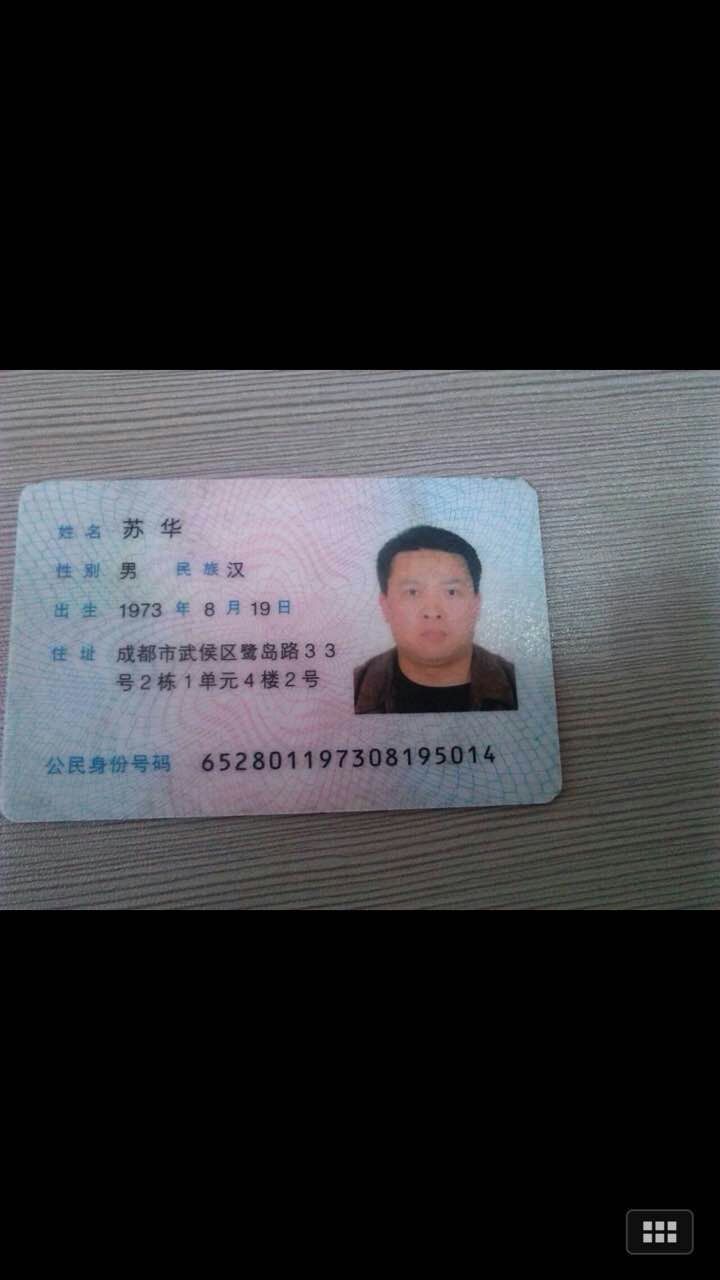 姓名 苏华
性别 男 民族 汉
出生 1973 年 8 月 19 日
住址 成都市武侯区鹭岛路33
号2栋1单元4楼2号
公民身份号码 652801197308195014